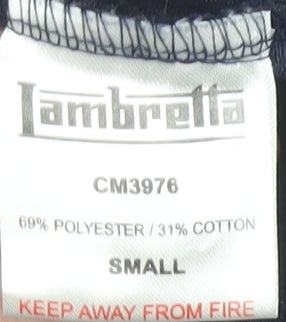 Lambretta
CM3976
69% POLYESTER / 31% COTTON
SMALL
KEEP AWAY FROM FIRE